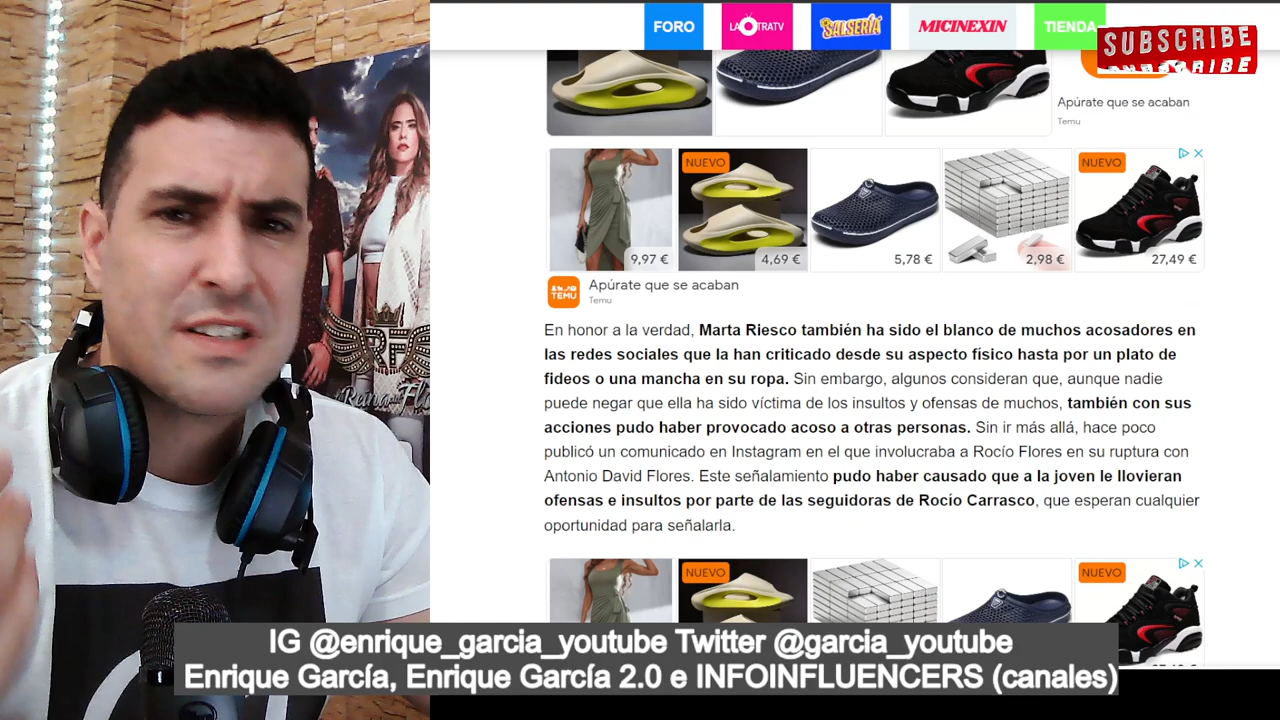 FORO
LA OTRATV
SALSERÍA
MICINEXIN
TIENDA
SUBSCRIBE
Apúrate que se acaban
Temu
NUEVO
NUEVO
9,97 €
4,69 €
5,78 €
2,98 €
27,49 €
TEMU
Apúrate que se acaban
Temu
En honor a la verdad, Marta Riesco también ha sido el blanco de muchos acosadores en
las redes sociales que la han criticado desde su aspecto físico hasta por un plato de
fideos o una mancha en su ropa. Sin embargo, algunos consideran que, aunque nadie
puede negar que ella ha sido víctima de los insultos y ofensas de muchos, también con sus
acciones pudo haber provocado acoso a otras personas. Sin ir más allá, hace poco
publicó un comunicado en Instagram en el que involucraba a Rocío Flores en su ruptura con
Antonio David Flores. Este señalamiento pudo haber causado que a la joven le llovieran
ofensas e insultos por parte de las seguidoras de Rocío Carrasco, que esperan cualquier
oportunidad para señalarla.
NUEVO
NUEVO
IG @enrique_garcia_youtube Twitter @garcia_youtube
Enrique García, Enrique García 2.0 e INFOINFLUENCERS (canales)